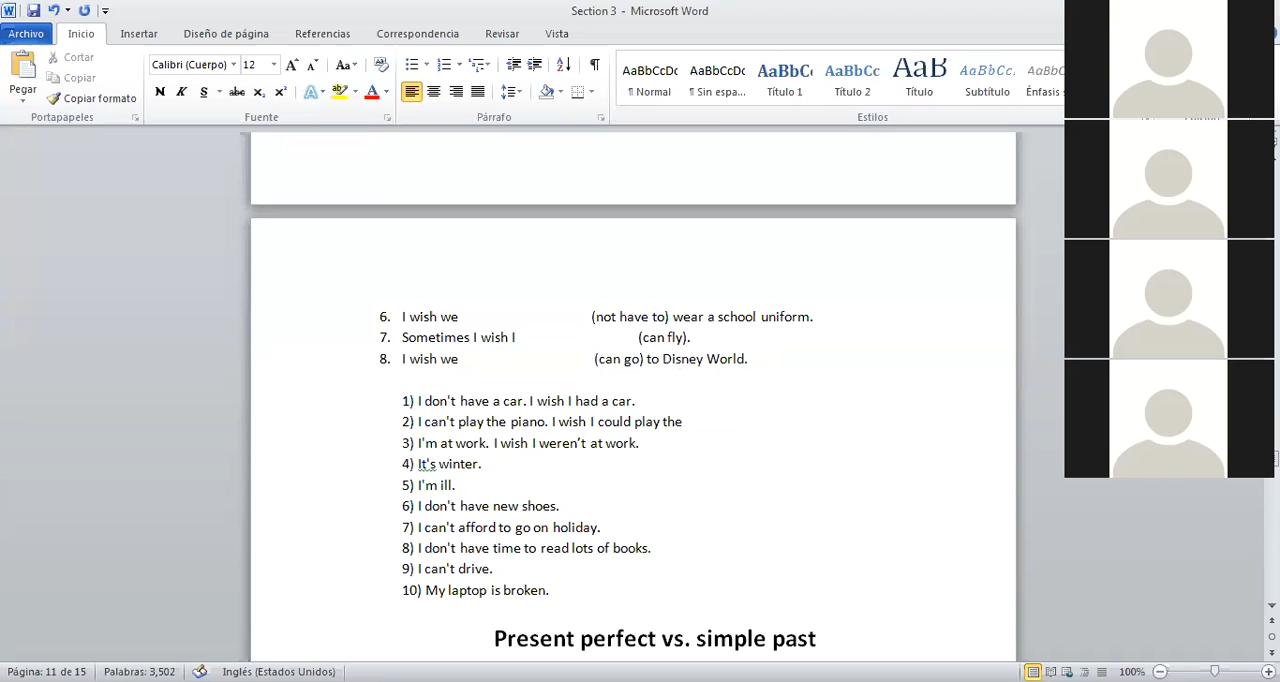 Section 3 - Microsoft Word
Archivo Inicio Insertar Diseño de página Referencias Correspondencia Revisar Vista
Pegar
Cortar
Copiar
Copiar formato
Portapapeles
Calibri (Cuerpo) 12
Fuente
Párrafo
AaBbCcDc AaBbCcDc AaBbC AaBbCc AaB AaBbCc. AaBbC
¶ Normal ¶ Sin espa... Título 1 Título 2 Título Subtítulo Énfasis
Estilos
6. I wish we (not have to) wear a school uniform.
7. Sometimes I wish I (can fly).
8. I wish we (can go) to Disney World.
1) I don't have a car. I wish I had a car.
2) I can't play the piano. I wish I could play the
3) I'm at work. I wish I weren’t at work.
4) It's winter.
5) I'm ill.
6) I don't have new shoes.
7) I can't afford to go on holiday.
8) I don't have time to read lots of books.
9) I can't drive.
10) My laptop is broken.
Present perfect vs. simple past
Página: 11 de 15 Palabras: 3,502 Inglés (Estados Unidos) 100%